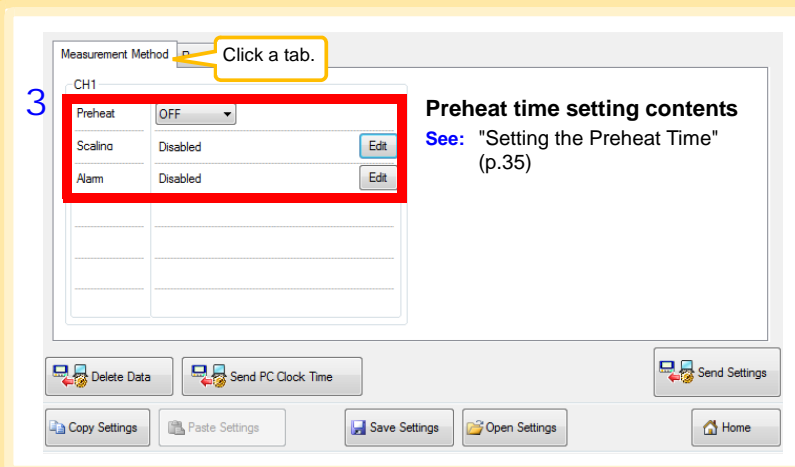 Measurement Method
Click a tab.
3
CH1
Preheat OFF
Scaling Disabled Edit
Alarm Disabled Edit
Preheat time setting contents
See: "Setting the Preheat Time"
(p.35)
Delete Data Send PC Clock Time Send Settings
Copy Settings Paste Settings Save Settings Open Settings Home